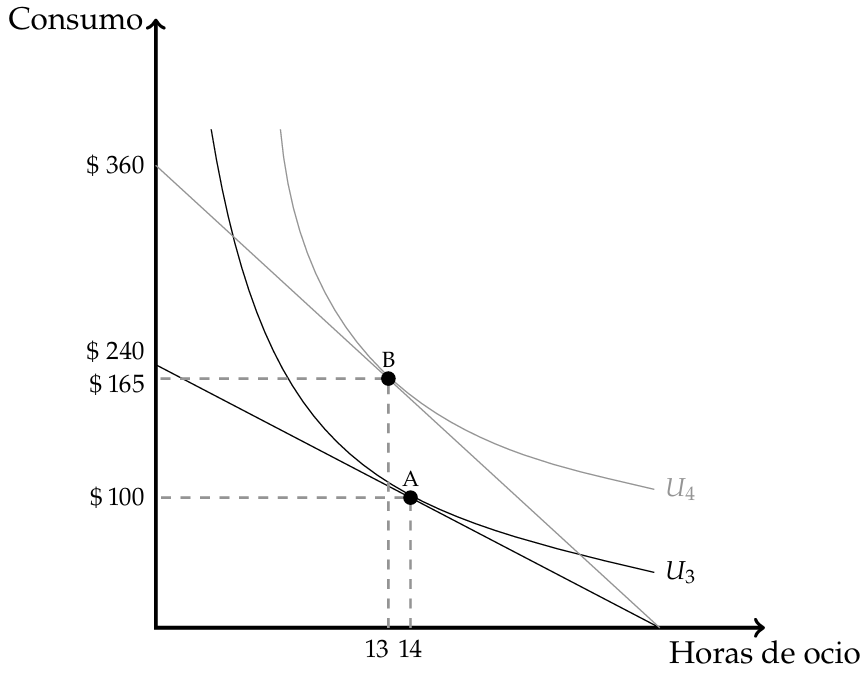 Consumo
$ 360
$ 240
B
$ 165
A
$ 100
U4
U3
13 14
Horas de ocio